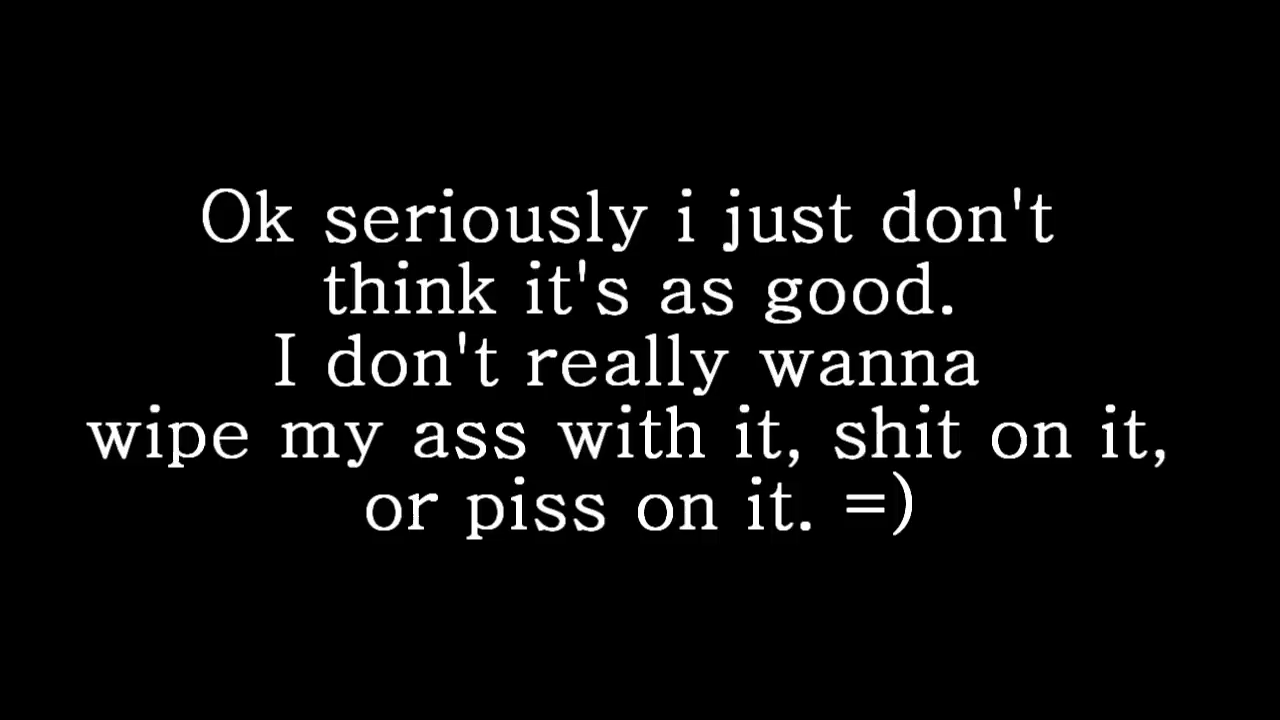 Ok seriously i just don't
think it's as good.
I don't really wanna
wipe my ass with it, shit on it,
or piss on it. =)